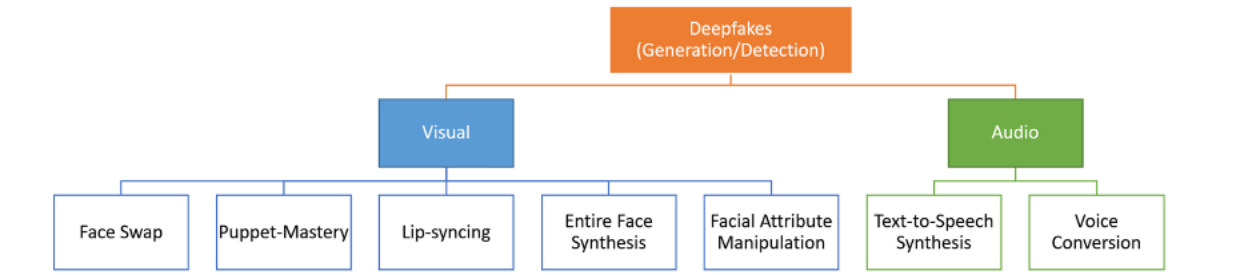 Deepfakes
(Generation/Detection)
Visual
Audio
Face Swap
Puppet-Mastery
Lip-syncing
Entire Face
Synthesis
Facial Attribute
Manipulation
Text-to-Speech
Synthesis
Voice
Conversion